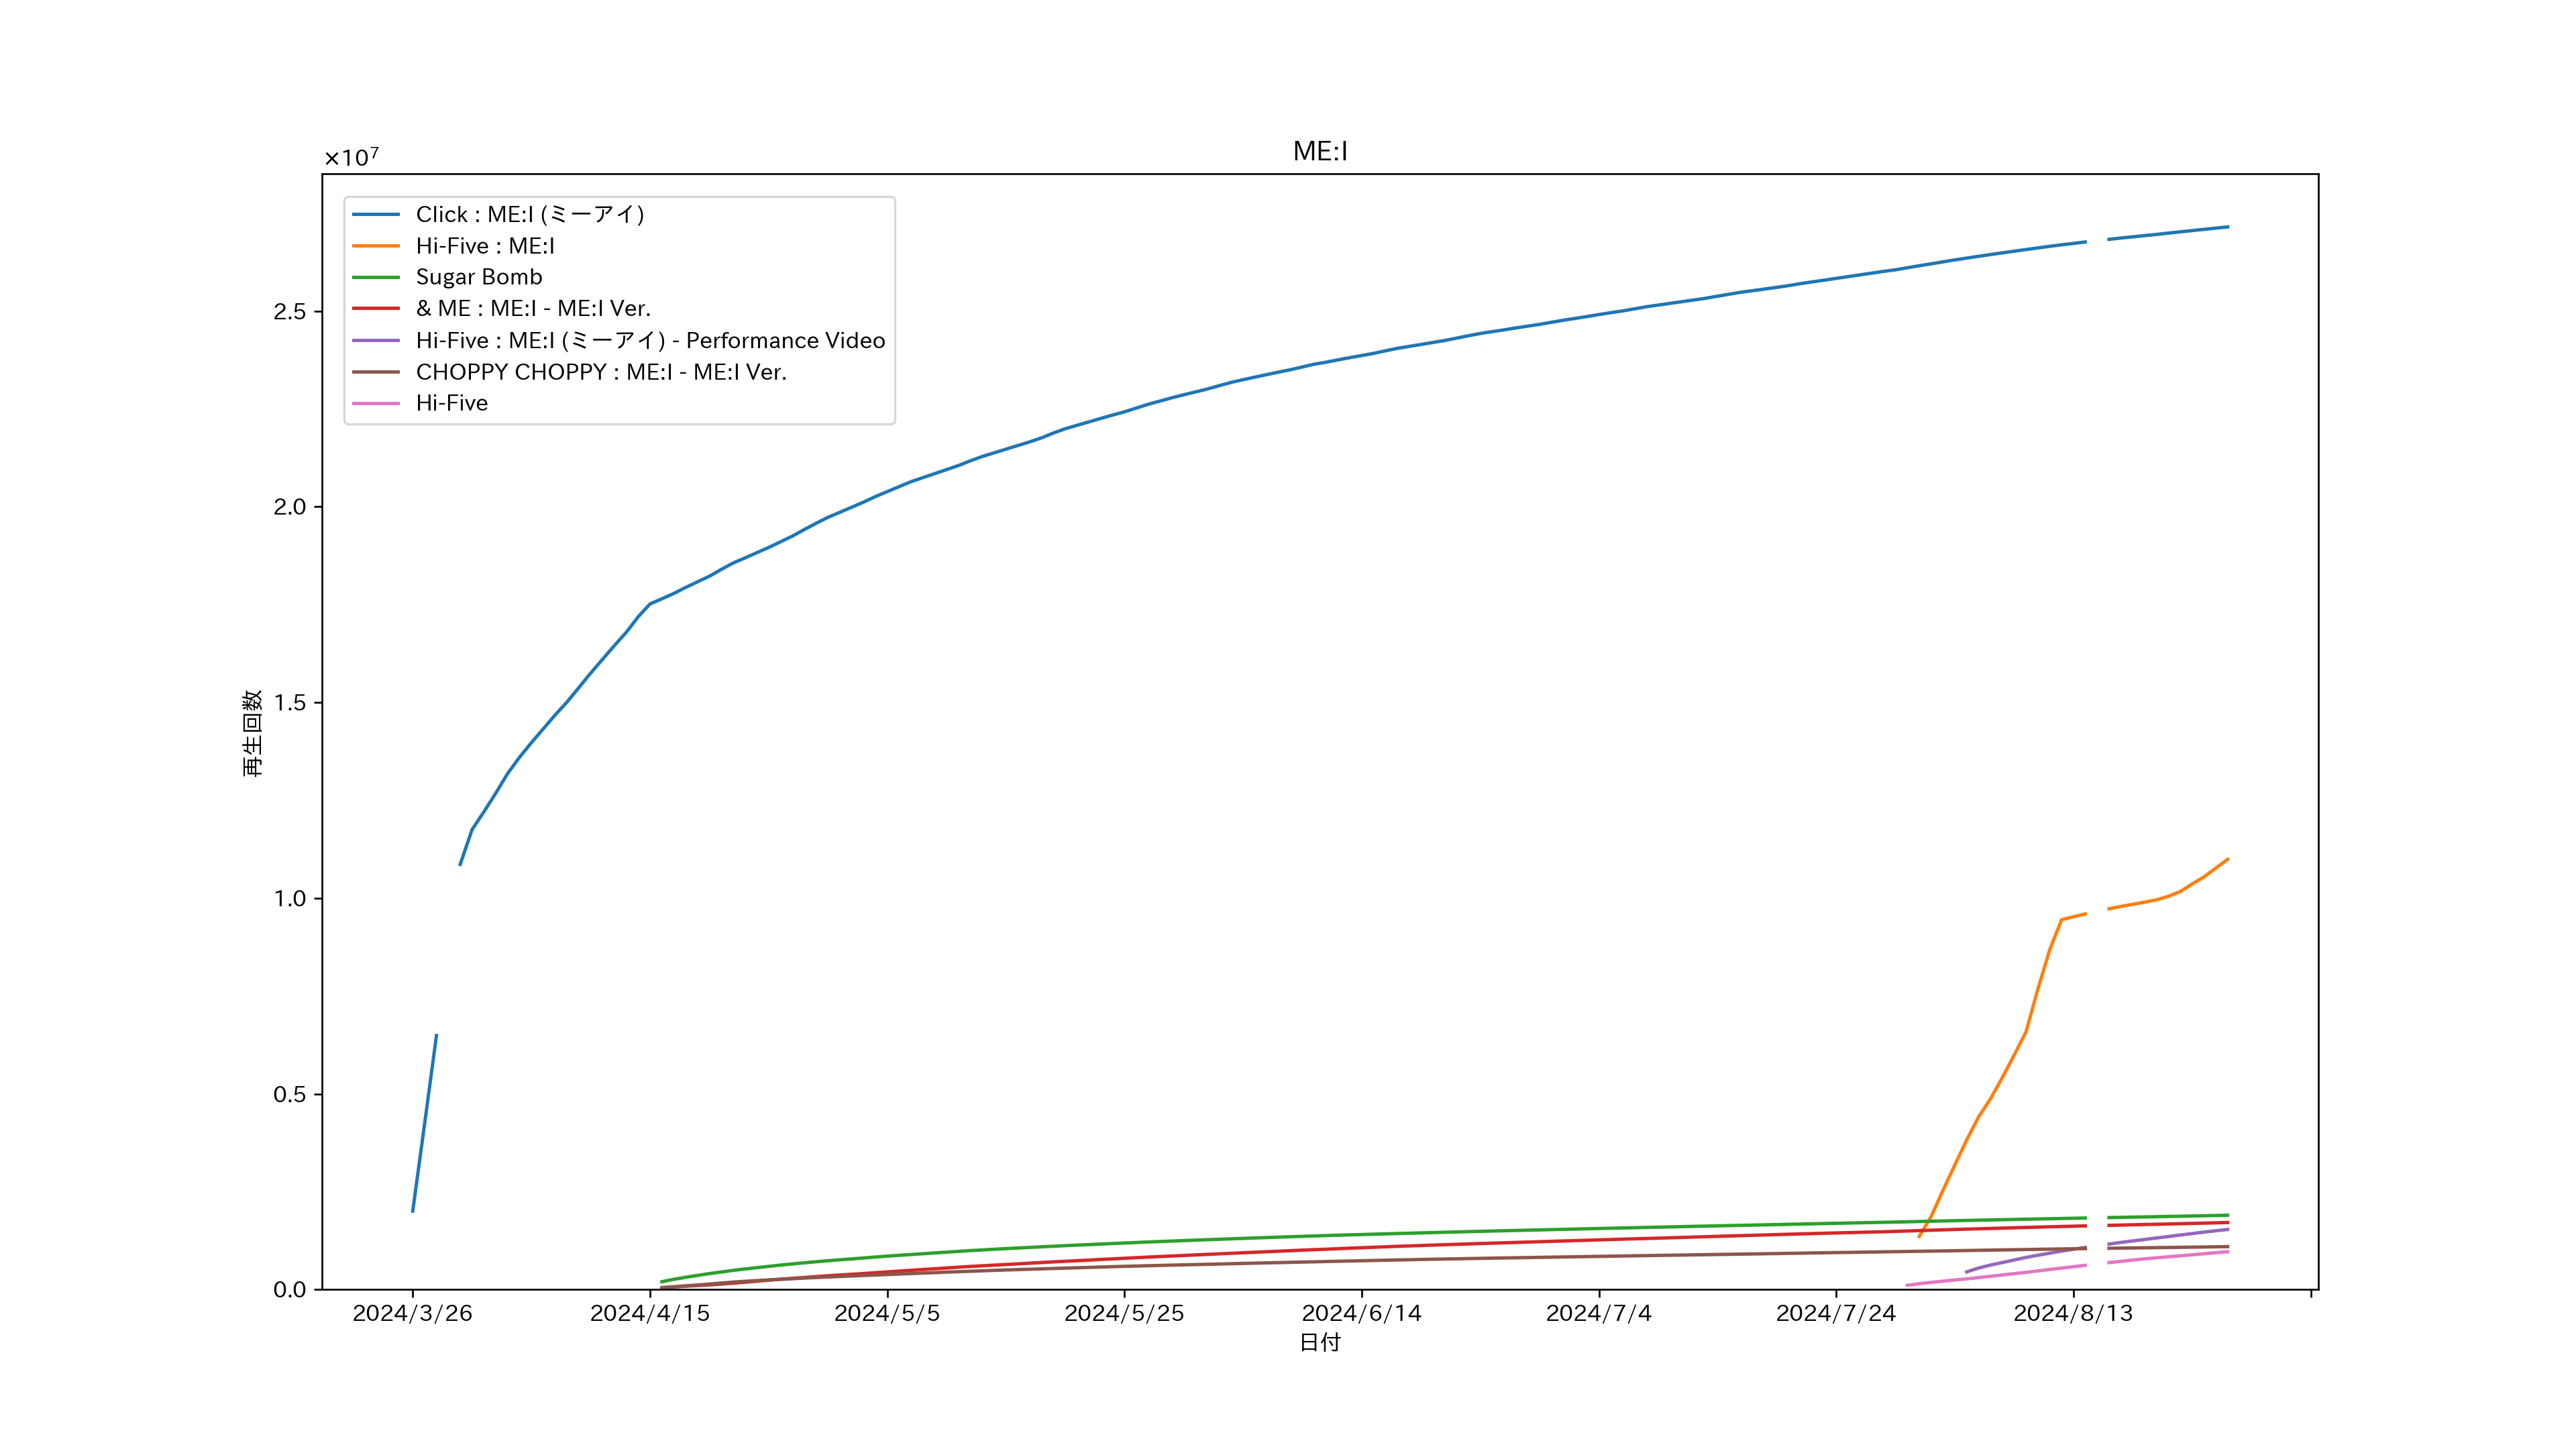 ME:I
×10⁷
Click : ME:I (ミーアイ)
Hi-Five : ME:I
Sugar Bomb
& ME : ME:I - ME:I Ver.
Hi-Five : ME:I (ミーアイ) - Performance Video
CHOPPY CHOPPY : ME:I - ME:I Ver.
Hi-Five
2.5
2.0
1.5
1.0
0.5
0.0
再生回数
2024/3/26 2024/4/15 2024/5/5 2024/5/25 2024/6/14 2024/7/4 2024/7/24 2024/8/13
日付